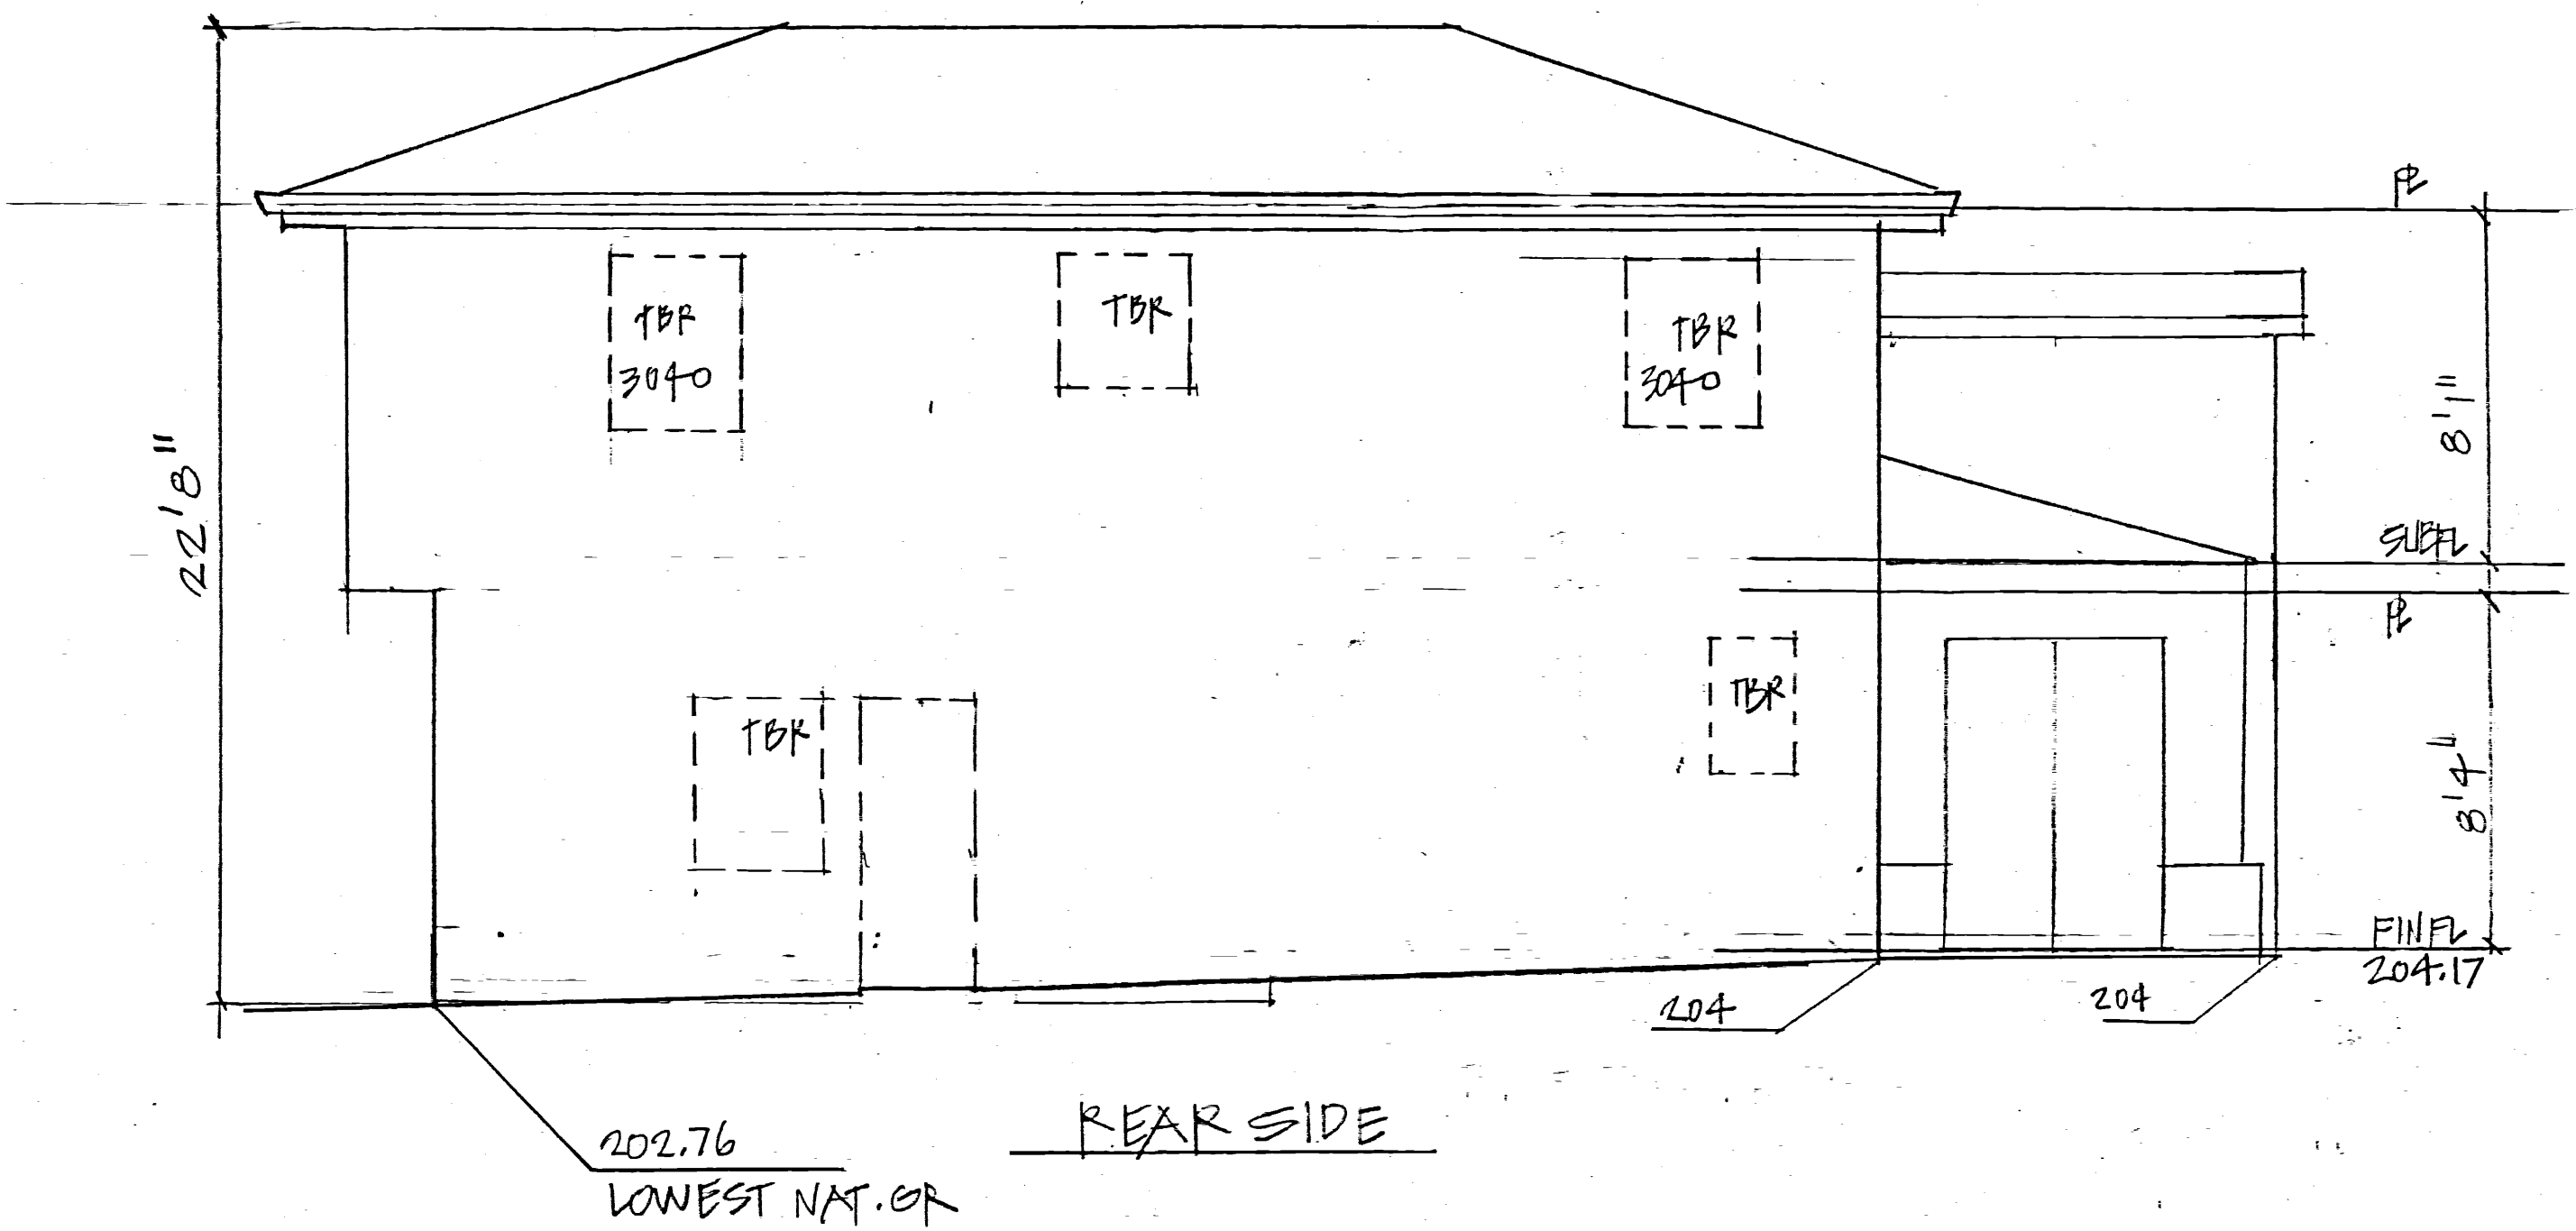 PL
TBR
3040
TBR
TBR
3040
22'8"
8'1"
SUBFL
PL
TBR
TBR
8'4"
FINFL
204.17
204
204
202.76
LOWEST NAT.GR
REAR SIDE